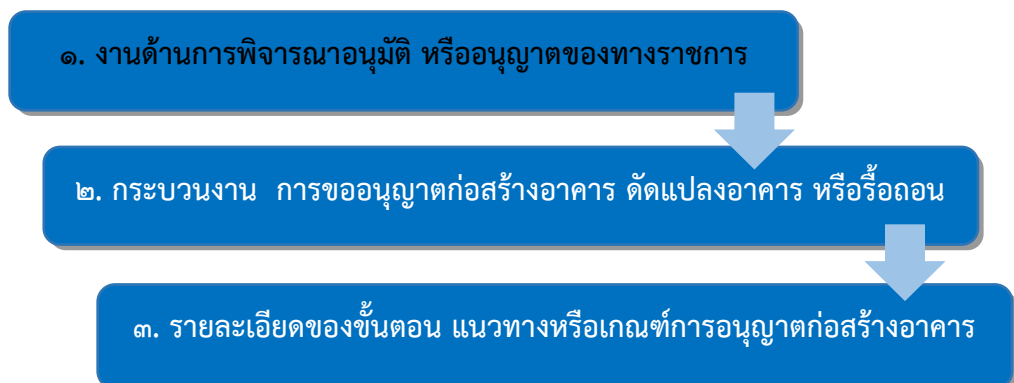 ๑. งานด้านการพิจารณาอนุมัติ หรืออนุญาตของทางราชการ
๒. กระบวนงาน การขออนุญาตก่อสร้างอาคาร ดัดแปลงอาคาร หรือรื้อถอน
๓. รายละเอียดของขั้นตอน แนวทางหรือเกณฑ์การอนุญาตก่อสร้างอาคาร